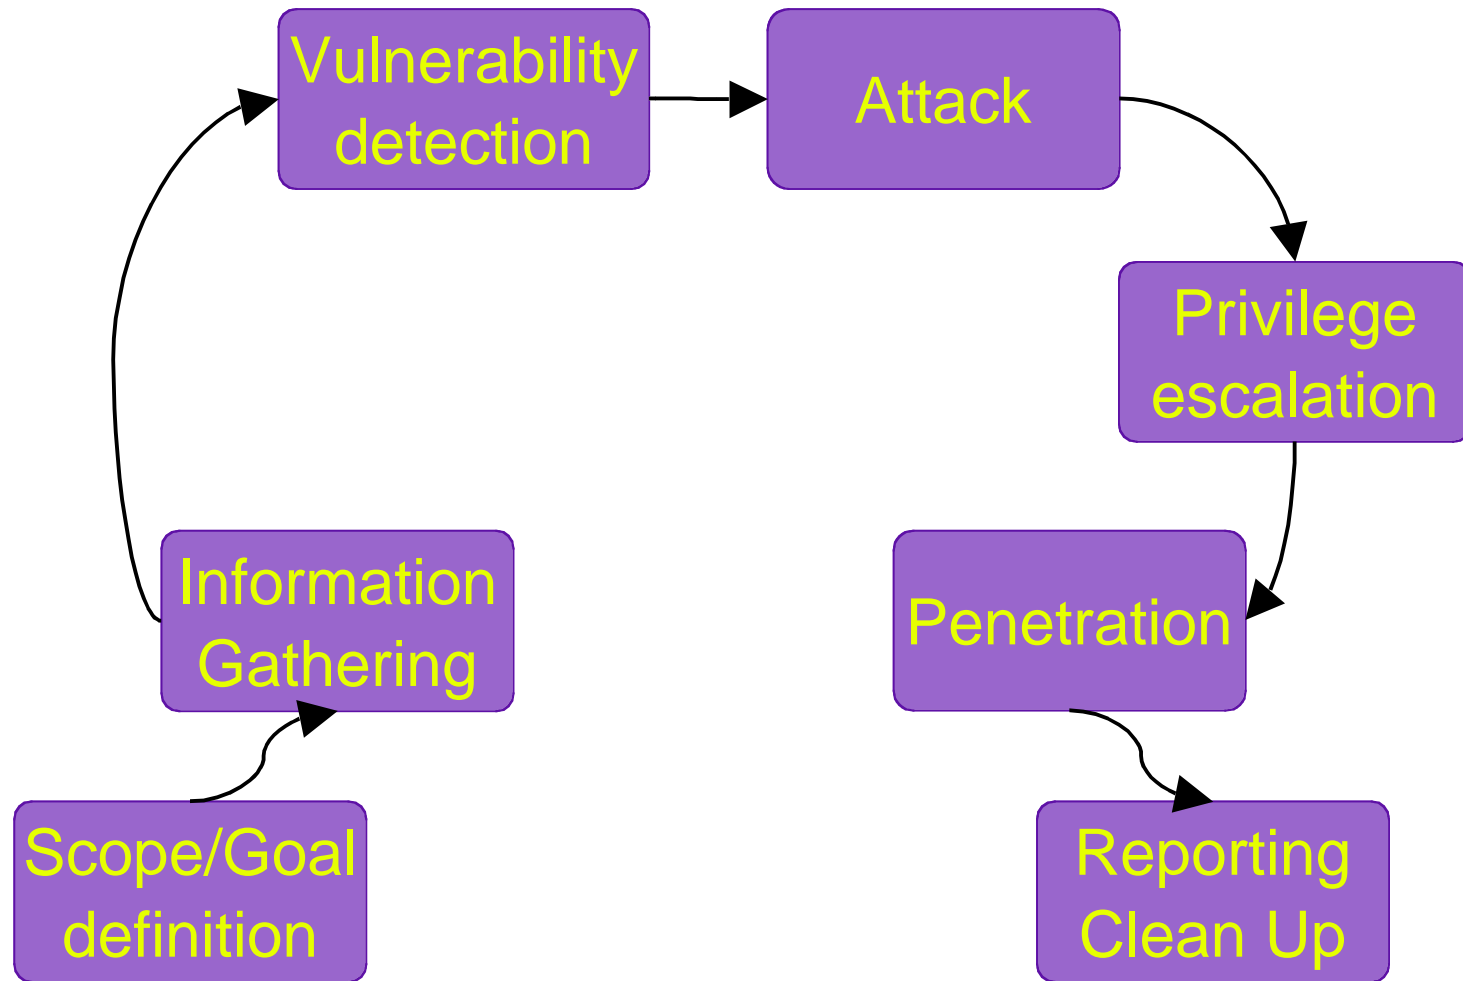 Vulnerability
detection
Attack
Privilege
escalation
Information
Gathering
Penetration
Scope/Goal
definition
Reporting
Clean Up